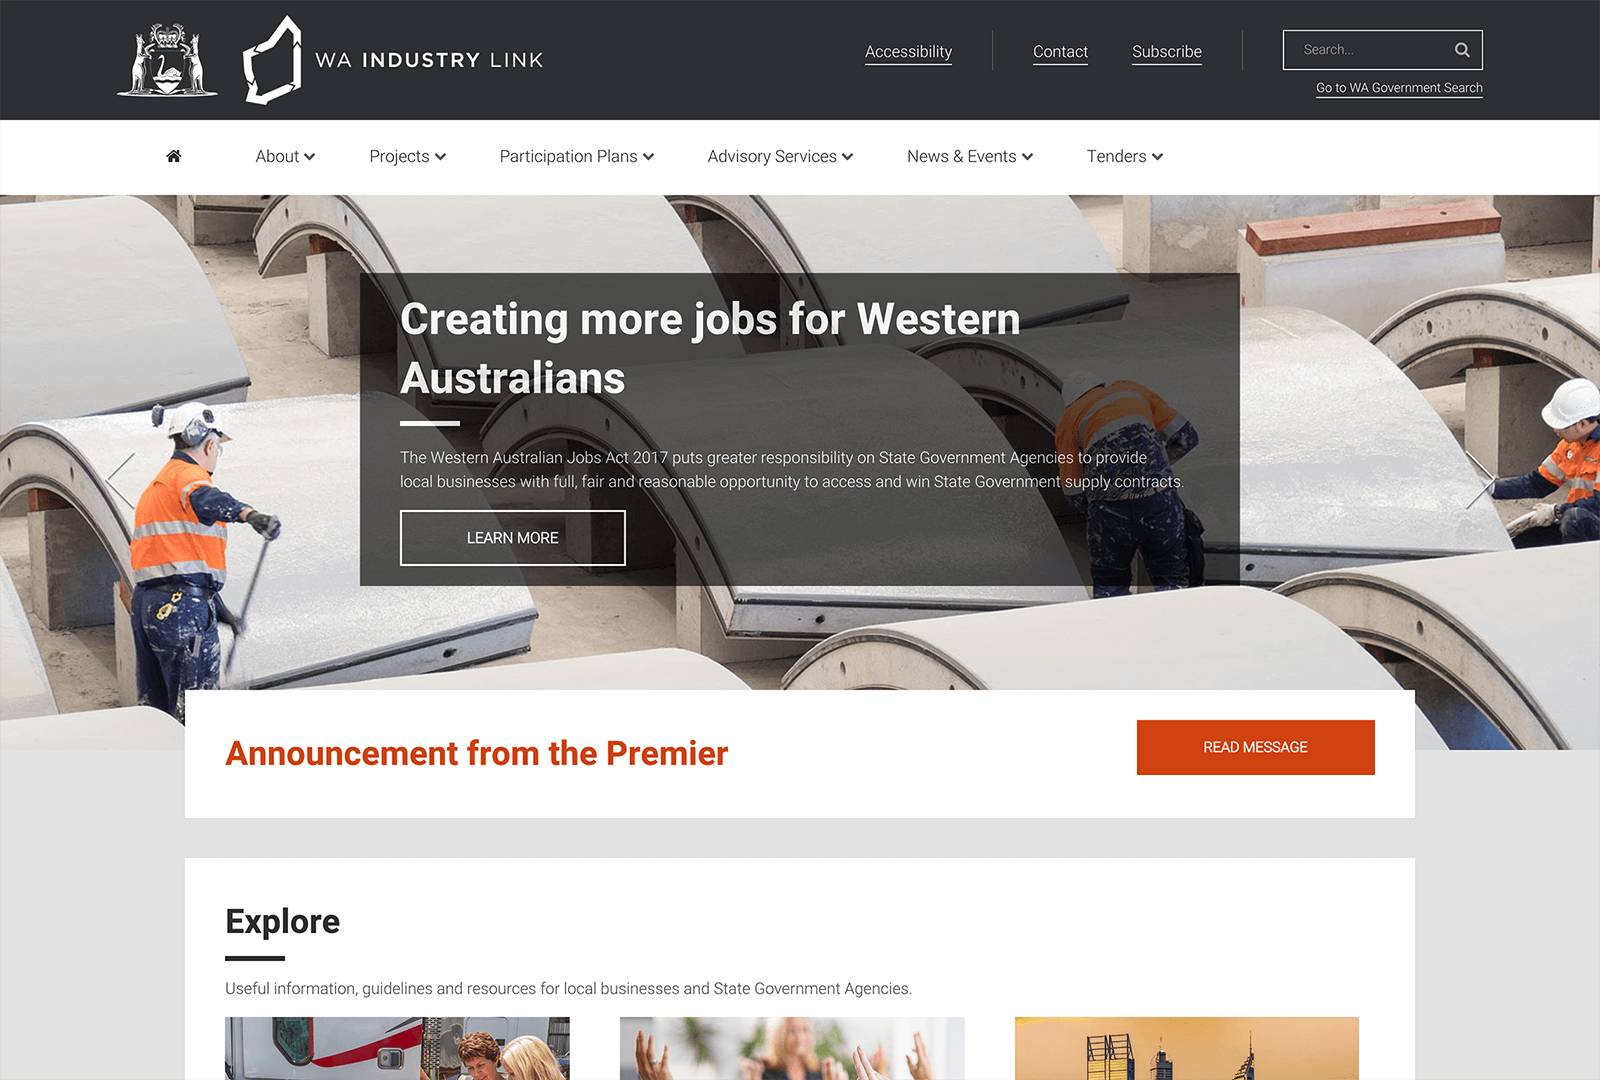 WA INDUSTRY LINK
Accessibility
Contact
Subscribe
Search...
Go to WA Government Search
About
Projects
Participation Plans
Advisory Services
News & Events
Tenders
Creating more jobs for Western
Australians
The Western Australian Jobs Act 2017 puts greater responsibility on State Government Agencies to provide
local businesses with full, fair and reasonable opportunity to access and win State Government supply contracts.
LEARN MORE
Announcement from the Premier
READ MESSAGE
Explore
Useful information, guidelines and resources for local businesses and State Government Agencies.